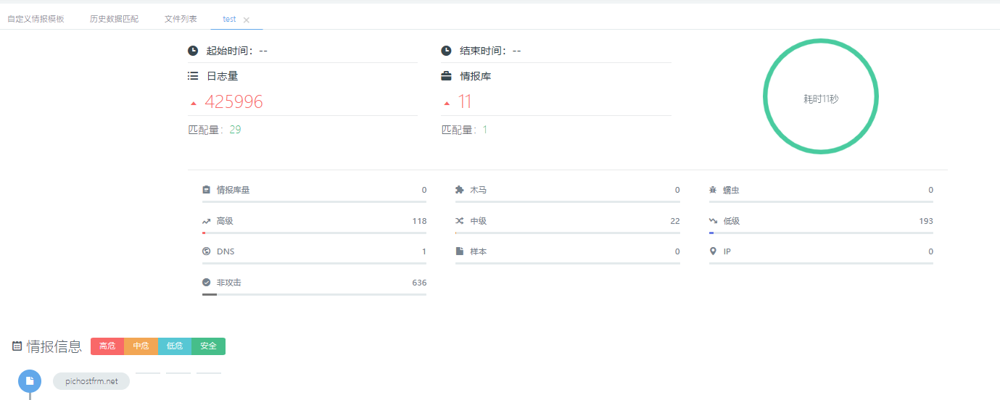 自定义情报模板 历史数据匹配 文件列表 test ×
起始时间：-- 结束时间：--
日志量 情报库
425996 11 耗时11秒
匹配量：29 匹配量：1
情报库量 0 木马 0 蠕虫 0
高级 118 中级 22 低级 193
DNS 1 样本 0 IP 0
非攻击 636
情报信息 高危 中危 低危 安全
pichostfrm.net